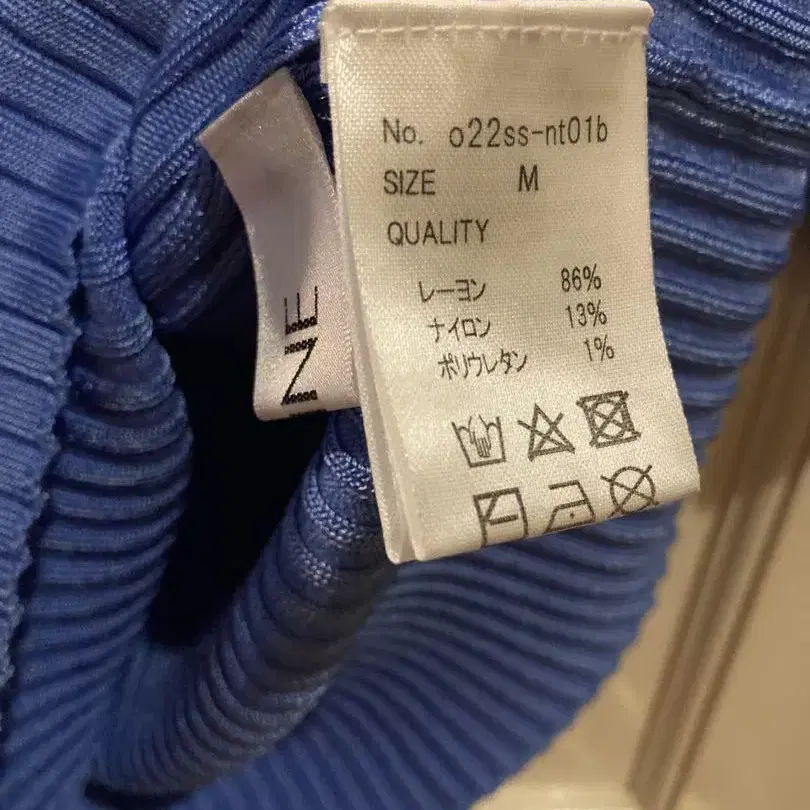 No. o22ss-nt01b
SIZE M
QUALITY
レーヨン 86%
ナイロン 13%
ポリウレタン 1%
NE